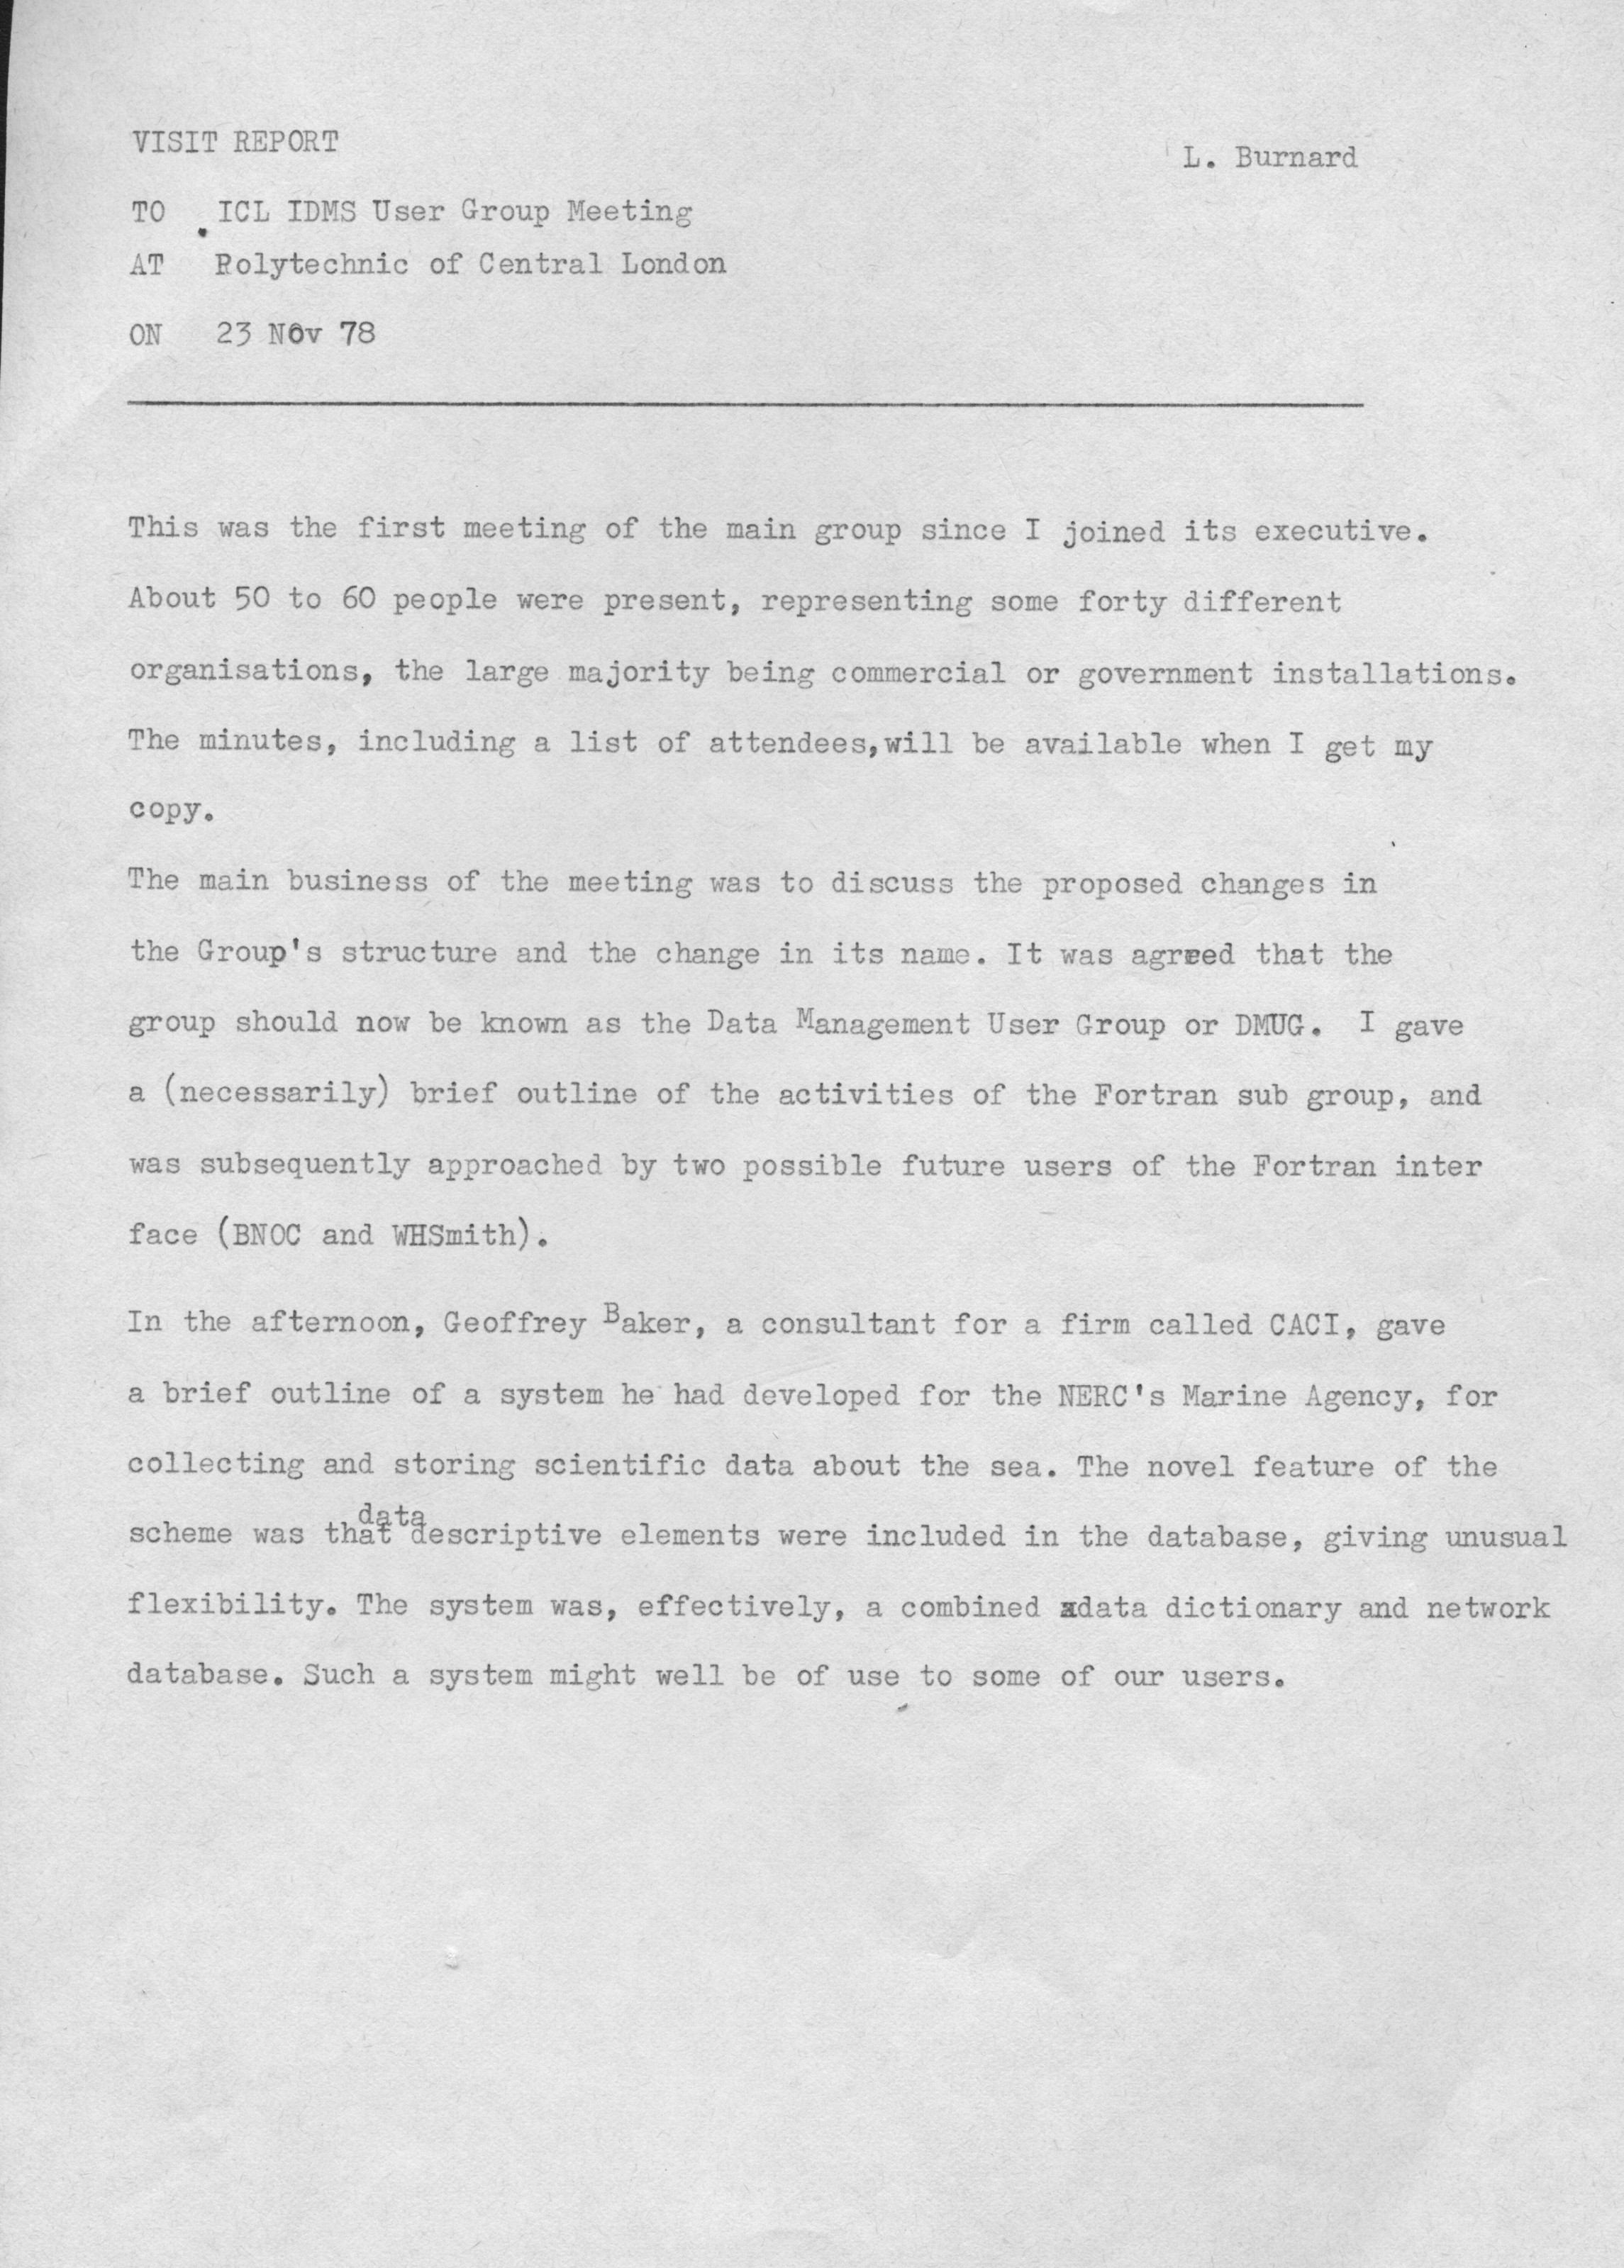 VISIT REPORT
L. Burnard
TO ICL IDMS User Group Meeting
AT Polytechnic of Central London
ON 23 Nov 78
This was the first meeting of the main group since I joined its executive.
About 50 to 60 people were present, representing some forty different
organisations, the large majority being commercial or government installations.
The minutes, including a list of attendees,will be available when I get my
copy.
The main business of the meeting was to discuss the proposed changes in
the Group's structure and the change in its name. It was agreed that the
group should now be known as the Data Management User Group or DMUG. I gave
a (necessarily) brief outline of the activities of the Fortran sub group, and
was subsequently approached by two possible future users of the Fortran inter
face (BNOC and WHSmith).
In the afternoon, Geoffrey Baker, a consultant for a firm called CACI, gave
a brief outline of a system he had developed for the NERC's Marine Agency, for
collecting and storing scientific data about the sea. The novel feature of the
scheme was that data descriptive elements were included in the database, giving unusual
flexibility. The system was, effectively, a combined data dictionary and network
database. Such a system might well be of use to some of our users.